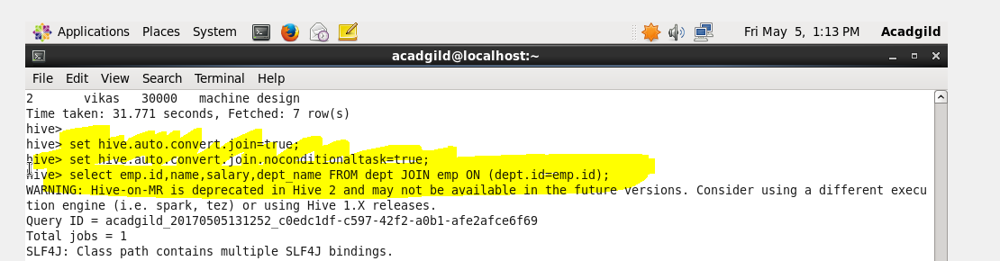 Applications Places System Fri May 5, 1:13 PM Acadgild
acadgild@localhost:~
File Edit View Search Terminal Help
2 vikas 30000 machine design
Time taken: 31.771 seconds, Fetched: 7 row(s)
hive>
hive> set hive.auto.convert.join=true;
hive> set hive.auto.convert.join.noconditionaltask=true;
hive> select emp.id,name,salary,dept_name FROM dept JOIN emp ON (dept.id=emp.id);
WARNING: Hive-on-MR is deprecated in Hive 2 and may not be available in the future versions. Consider using a different execu
tion engine (i.e. spark, tez) or using Hive 1.X releases.
Query ID = acadgild_20170505131252_c0edc1df-c597-42f2-a0b1-afe2afce6f69
Total jobs = 1
SLF4J: Class path contains multiple SLF4J bindings.